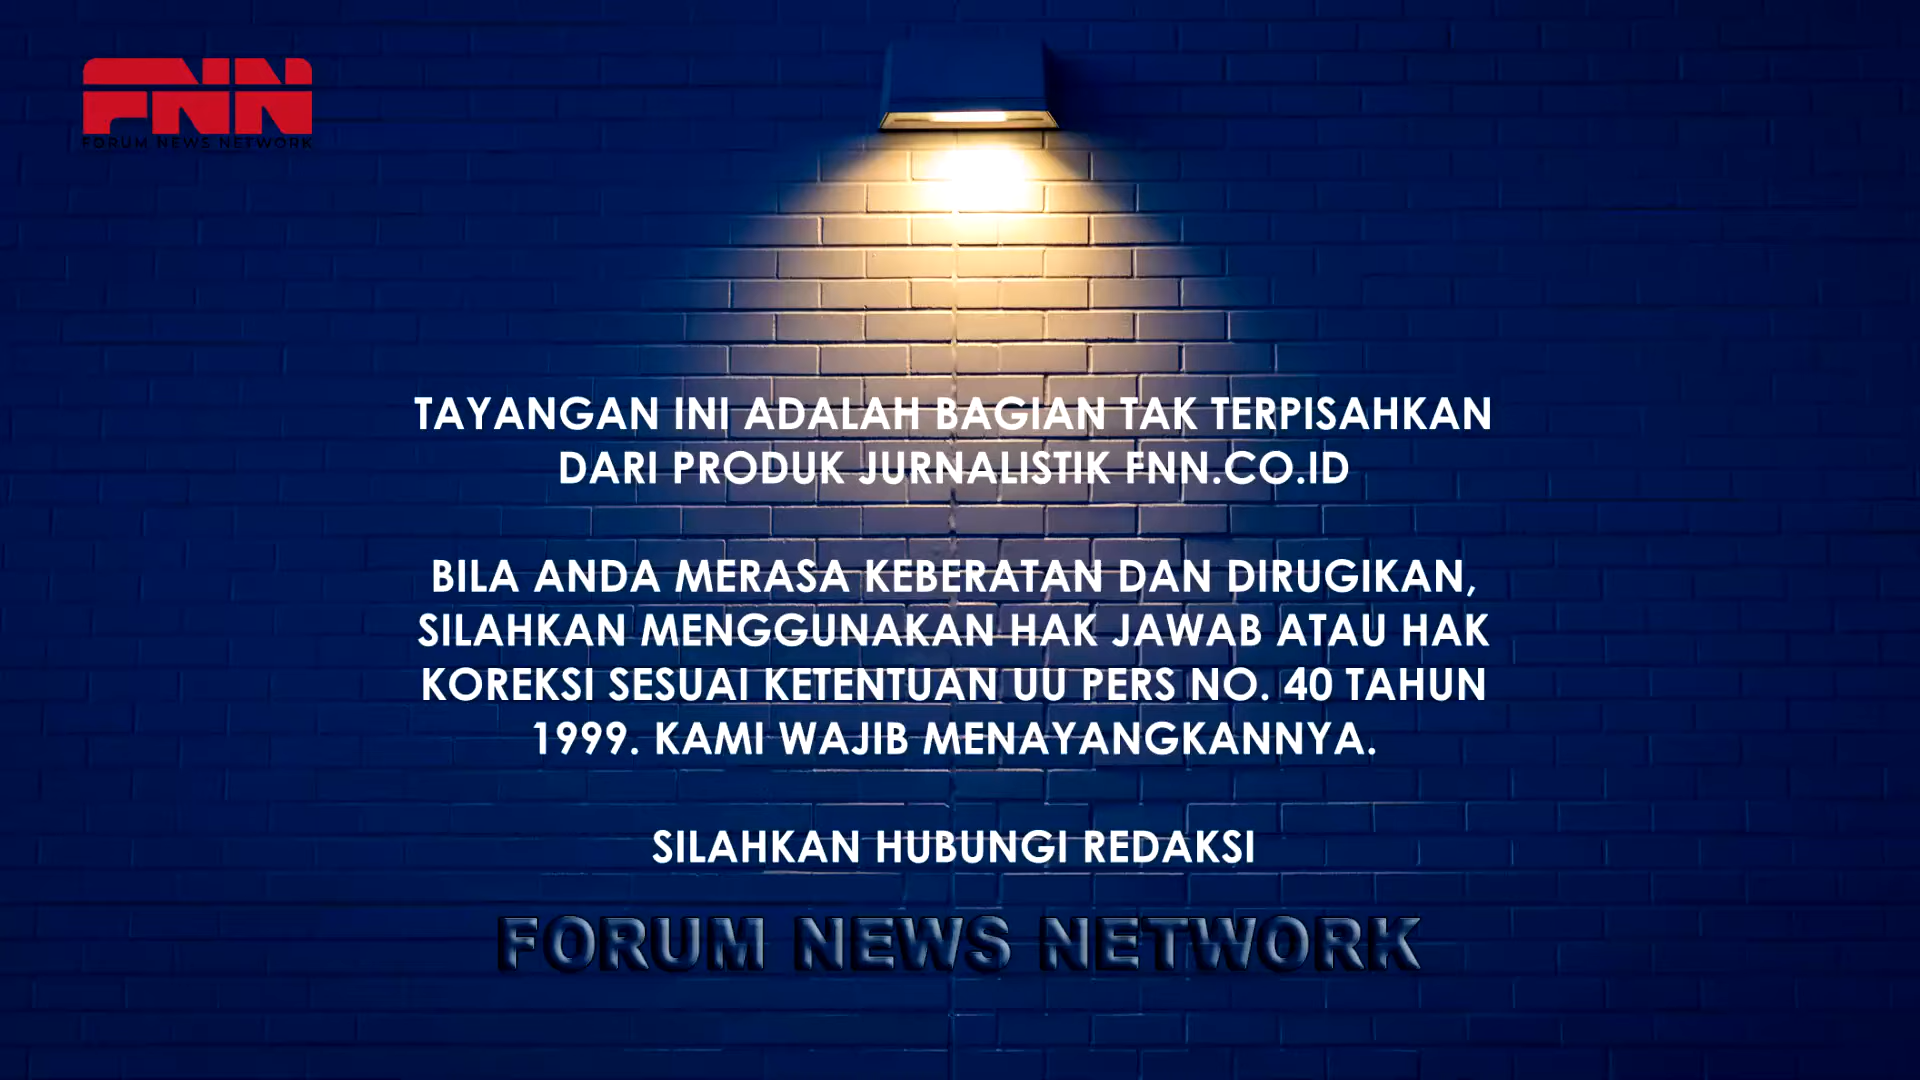 FNN
FORUM NEWS NETWORK
TAYANGAN INI ADALAH BAGIAN TAK TERPISAHKAN
DARI PRODUK JURNALISTIK FNN.CO.ID
BILA ANDA MERASA KEBERATAN DAN DIRUGIKAN,
SILAHKAN MENGGUNAKAN HAK JAWAB ATAU HAK
KOREKSI SESUAI KETENTUAN UU PERS NO. 40 TAHUN
1999. KAMI WAJIB MENAYANGKANNYA.
SILAHKAN HUBUNGI REDAKSI
FORUM NEWS NETWORK